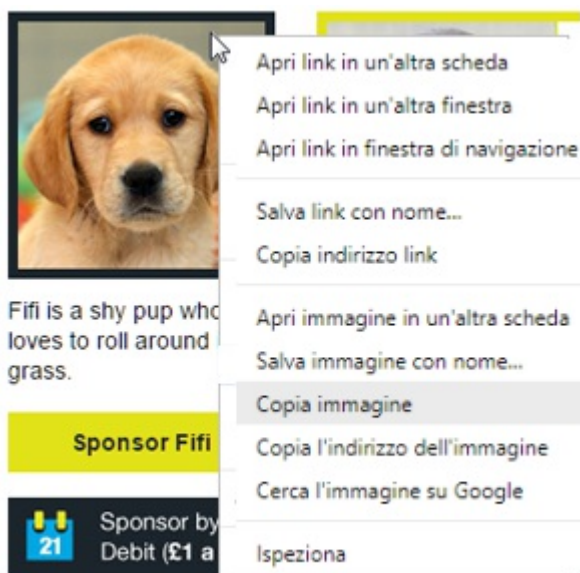 Apri link in un'altra scheda
Apri link in un'altra finestra
Apri link in finestra di navigazione
Salva link con nome...
Copia indirizzo link
Apri immagine in un'altra scheda
Salva immagine con nome...
Copia immagine
Copia l'indirizzo dell'immagine
Cerca l'immagine su Google
Ispeziona
Fifi is a shy pup who
loves to roll around
grass.
Sponsor Fifi
21
Sponsor by
Debit (£1 a